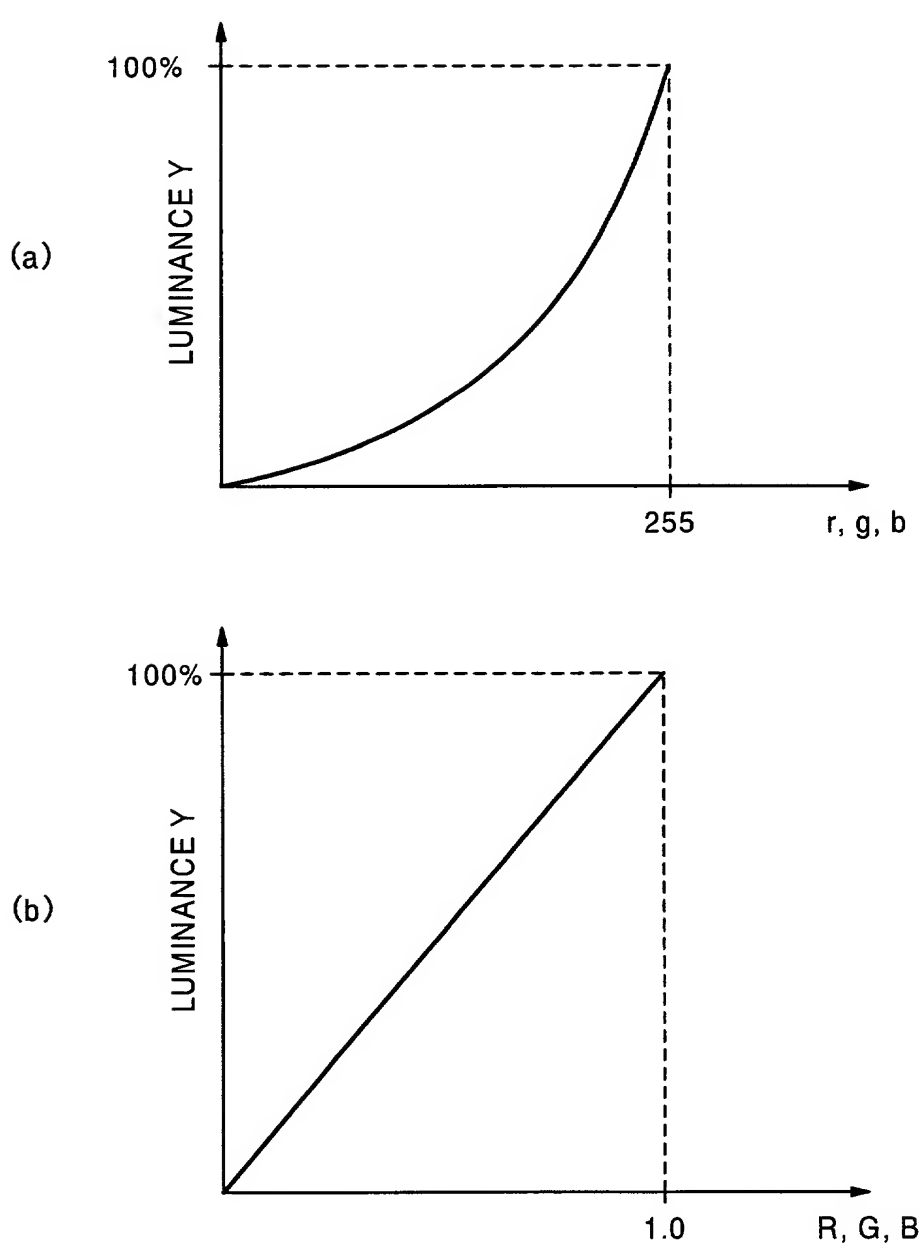 (a)
100%
LUMINANCE Y
255
r, g, b
(b)
100%
LUMINANCE Y
1.0
R, G, B